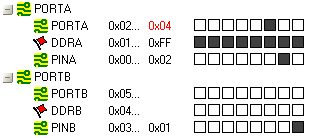 PORTA
PORTA 0x02... 0x04
DDRA 0x01... 0xFF
PINA 0x00... 0x02
PORTB
PORTB 0x05...
DDRB 0x04...
PINB 0x03... 0x01